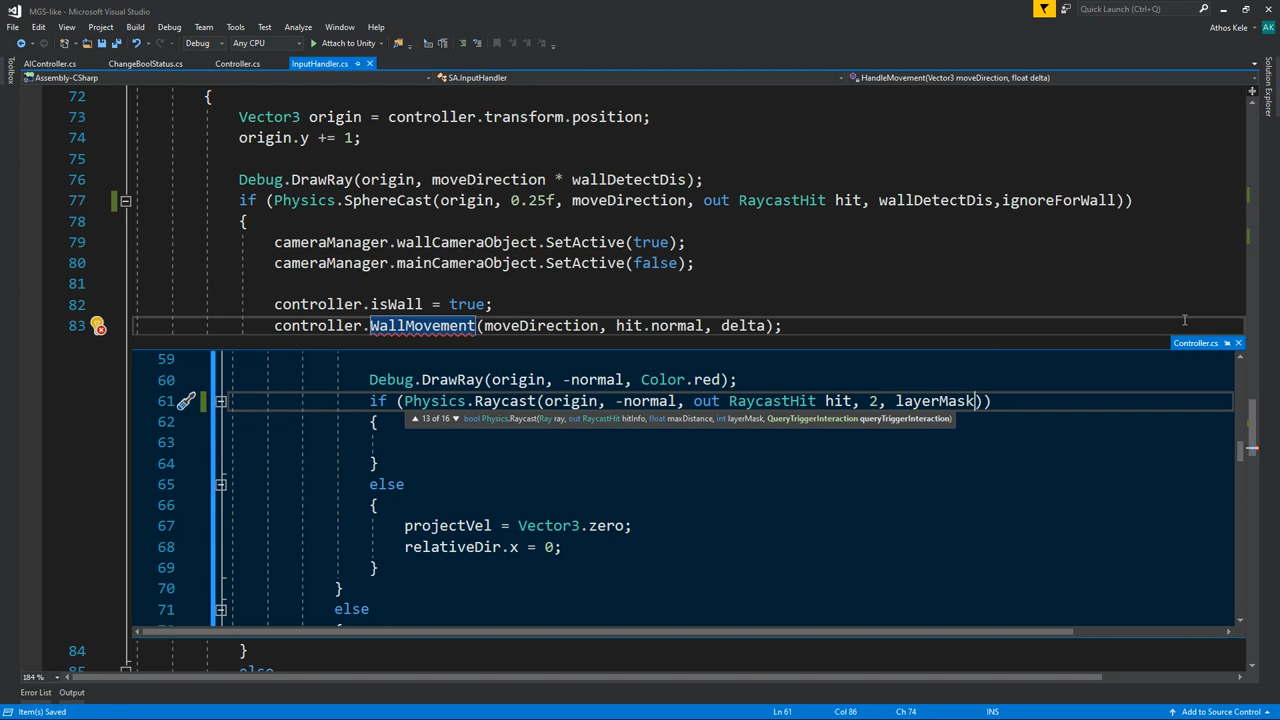 MGS-like - Microsoft Visual Studio
Quick Launch (Ctrl+Q)
File Edit View Project Build Debug Team Tools Test Analyze Window Help
Athos Kele AK
Debug Any CPU Attach to Unity
AIController.cs ChangeBoolStatus.cs Controller.cs InputHandler.cs
Assembly-CSharp SA.InputHandler HandleMovement(Vector3 moveDirection, float delta)
Toolbox
Solution Explorer
72 {
73 Vector3 origin = controller.transform.position;
74 origin.y += 1;
75
76 Debug.DrawRay(origin, moveDirection * wallDetectDis);
77 if (Physics.SphereCast(origin, 0.25f, moveDirection, out RaycastHit hit, wallDetectDis,ignoreForWall))
78 {
79 cameraManager.wallCameraObject.SetActive(true);
80 cameraManager.mainCameraObject.SetActive(false);
81
82 controller.isWall = true;
83 controller.WallMovement(moveDirection, hit.normal, delta);
Controller.cs
59
60 Debug.DrawRay(origin, -normal, Color.red);
61 if (Physics.Raycast(origin, -normal, out RaycastHit hit, 2, layerMask))
▲ 13 of 16 ▼ bool Physics.Raycast(Ray ray, out RaycastHit hitInfo, float maxDistance, int layerMask, QueryTriggerInteraction queryTriggerInteraction)
62 {
63
64 }
65 else
66 {
67 projectVel = Vector3.zero;
68 relativeDir.x = 0;
69 }
70 }
71 else
84 }
85 else
184 %
Error List Output
Item(s) Saved Ln 61 Col 86 Ch 74 INS Add to Source Control